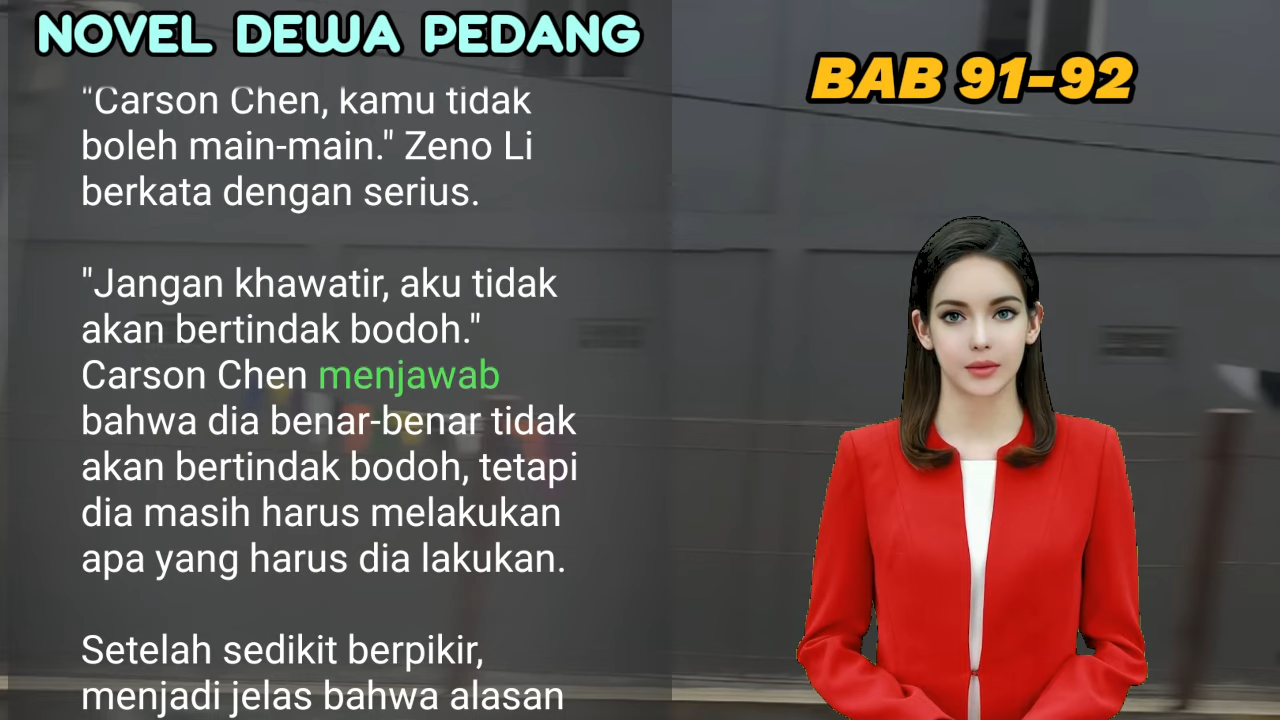 NOVEL DEWA PEDANG
BAB 91-92
"Carson Chen, kamu tidak
boleh main-main." Zeno Li
berkata dengan serius.
"Jangan khawatir, aku tidak
akan bertindak bodoh."
Carson Chen menjawab
bahwa dia benar-benar tidak
akan bertindak bodoh, tetapi
dia masih harus melakukan
apa yang harus dia lakukan.
Setelah sedikit berpikir,
menjadi jelas bahwa alasan